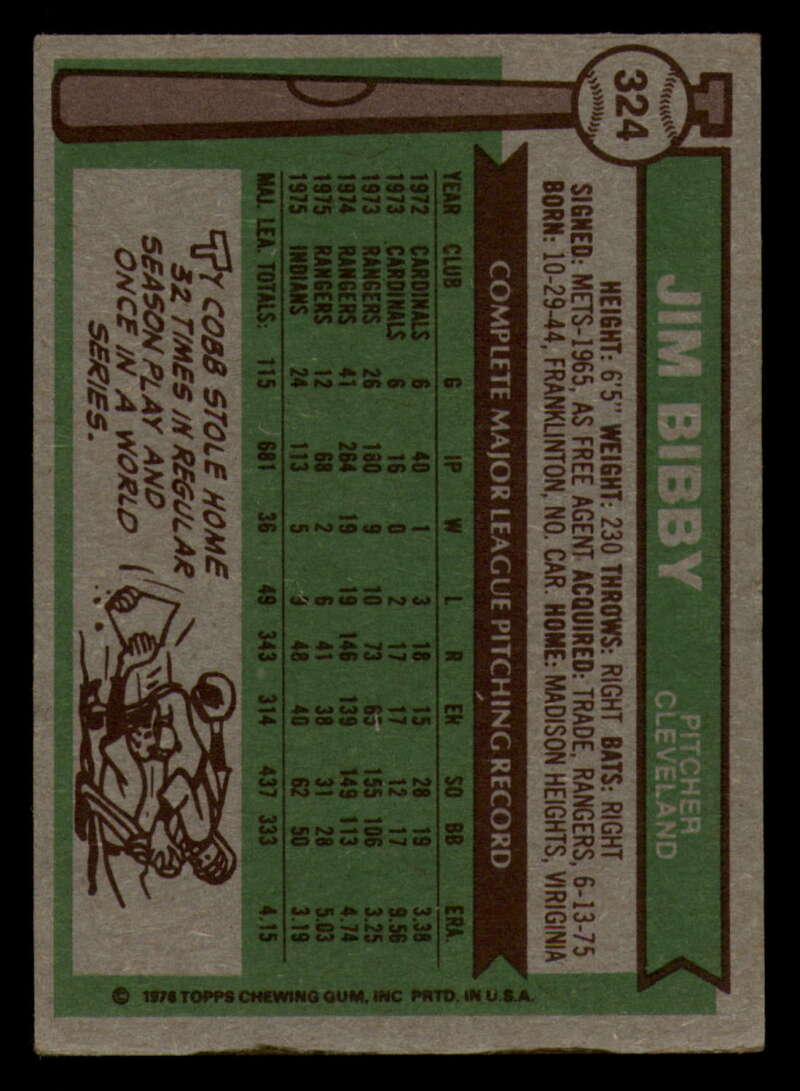 324
JIM BIBBY
PITCHER
CLEVELAND
HEIGHT: 6'5" WEIGHT: 230 THROWS: RIGHT BATS: RIGHT
SIGNED: METS-1965, AS FREE AGENT ACQUIRED: TRADE, RANGERS, 6-13-75
BORN: 10-29-44, FRANKLINTON, NO. CAR. HOME: MADISON HEIGHTS, VIRIGINIA
COMPLETE MAJOR LEAGUE PITCHING RECORD
YEAR CLUB G IP W L R ER SO BB ERA.
1972 CARDINALS 6 40 1 3 18 15 28 19 3.38
1973 CARDINALS 6 16 0 2 17 17 12 17 9.56
1973 RANGERS 26 180 9 10 73 65 155 106 3.25
1974 RANGERS 41 264 19 19 146 139 149 113 4.74
1975 RANGERS 12 68 2 6 41 38 31 28 5.03
1975 INDIANS 24 113 5 9 48 40 62 50 3.19
MAJ. LEA. TOTALS: 115 681 36 49 343 314 437 333 4.15
TY COBB STOLE HOME
32 TIMES IN REGULAR
SEASON PLAY AND
ONCE IN A WORLD
SERIES.
© 1976 TOPPS CHEWING GUM, INC PRTD. IN U.S.A.